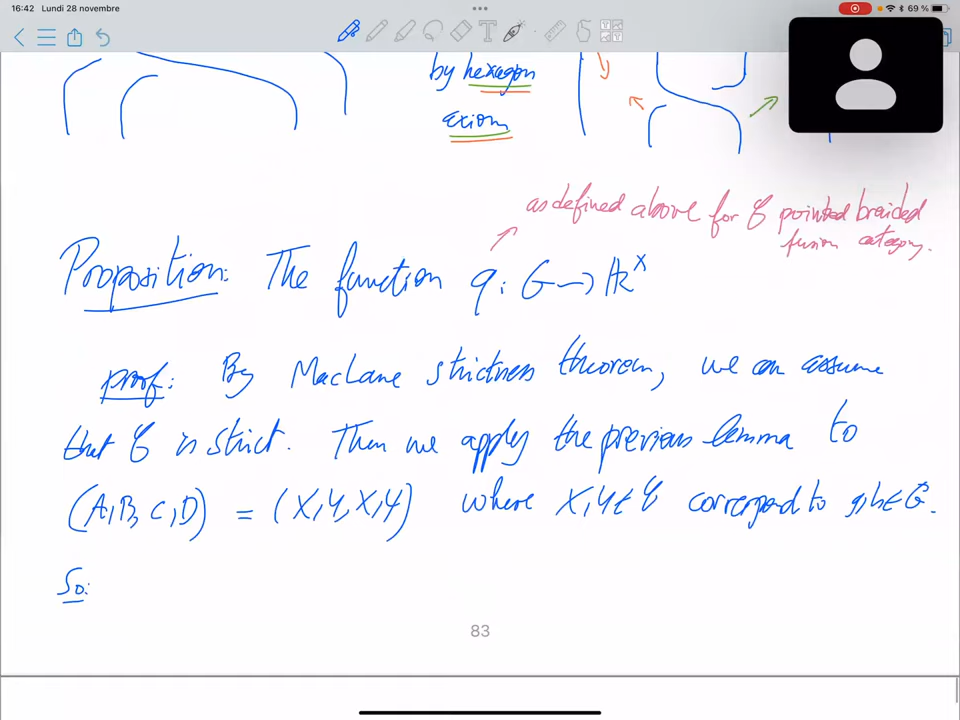 16:42 Lundi 28 novembre
69 %
by hexagon
axiom
as defined above for 𝒞 pointed braided
fusion category.
Proposition: The function q: G → 𝕜^×
proof: By MacLane strictness theorem, we can assume
that 𝒞 is strict. Then we apply the previous lemma to
(A, B, C, D) = (X, Y, X, Y) where X, Y ∈ 𝒞 correspond to g, h ∈ G.
So:
83